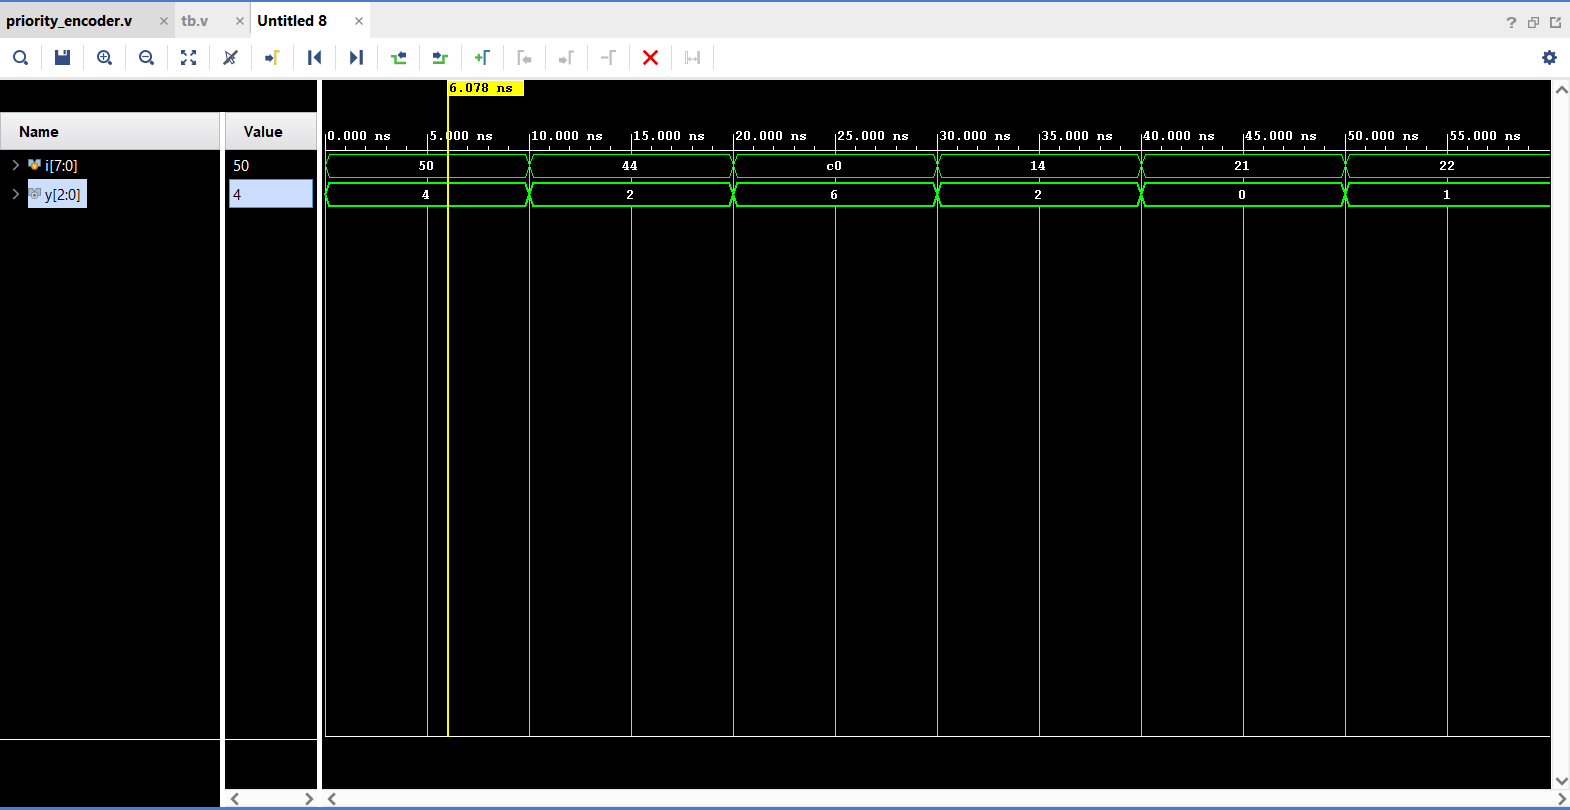 priority_encoder.v × tb.v × Untitled 8 ×
?
6.078 ns
Name Value
0.000 ns 5.000 ns 10.000 ns 15.000 ns 20.000 ns 25.000 ns 30.000 ns 35.000 ns 40.000 ns 45.000 ns 50.000 ns 55.000 ns
i[7:0] 50 50 44 c0 14 21 22
y[2:0] 4 4 2 6 2 0 1